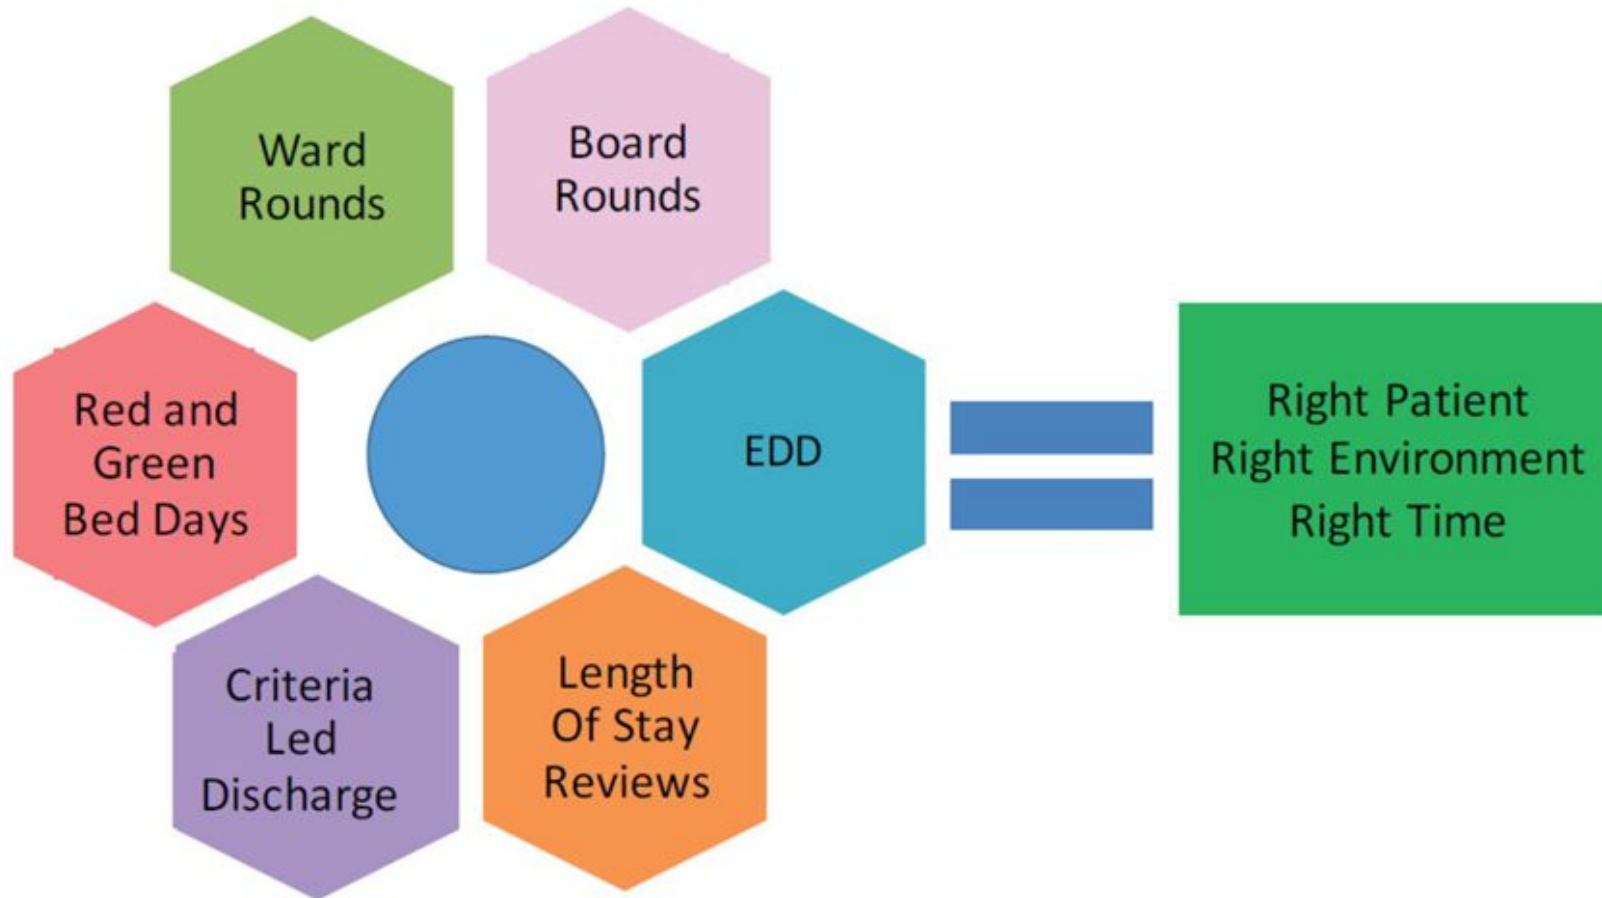 Ward
Rounds
Board
Rounds
Red and
Green
Bed Days
EDD
Criteria
Led
Discharge
Length
Of Stay
Reviews
Right Patient
Right Environment
Right Time